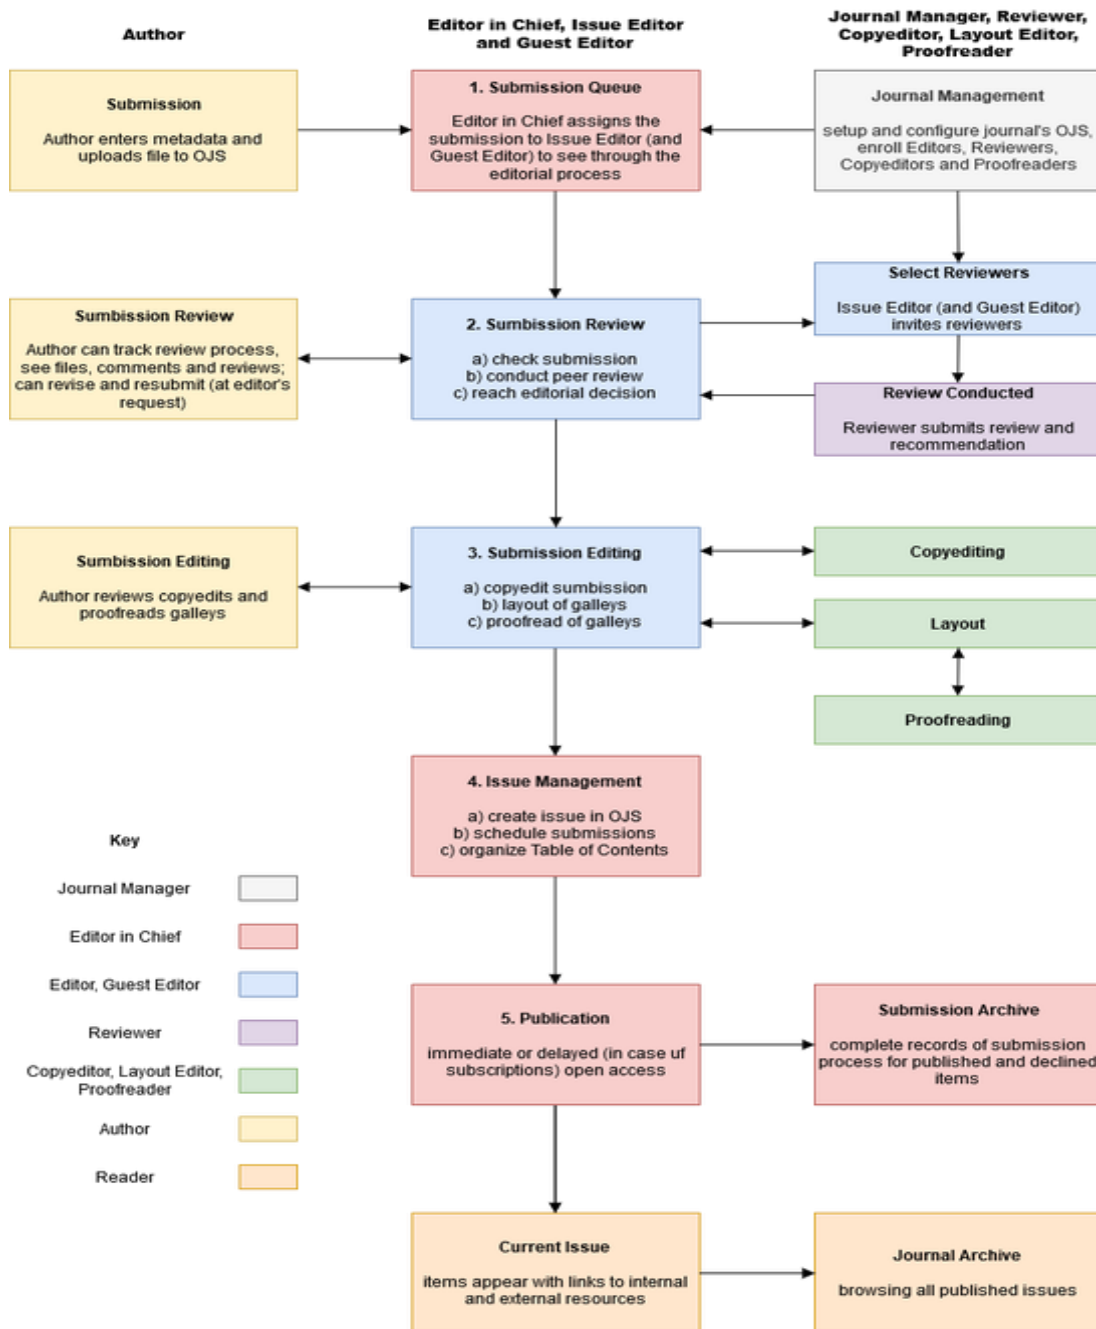 Author
Editor in Chief, Issue Editor
and Guest Editor
Journal Manager, Reviewer,
Copyeditor, Layout Editor,
Proofreader
Submission
Author enters metadata and
uploads file to OJS
1. Submission Queue
Editor in Chief assigns the
submission to Issue Editor (and
Guest Editor) to see through the
editorial process
Journal Management
setup and configure journal's OJS,
enroll Editors, Reviewers,
Copyeditors and Proofreaders
Select Reviewers
Issue Editor (and Guest Editor)
invites reviewers
Sumbission Review
Author can track review process,
see files, comments and reviews;
can revise and resubmit (at editor's
request)
2. Sumbission Review
a) check submission
b) conduct peer review
c) reach editorial decision
Review Conducted
Reviewer submits review and
recommendation
Sumbission Editing
Author reviews copyedits and
proofreads galleys
3. Submission Editing
a) copyedit sumbission
b) layout of galleys
c) proofread of galleys
Copyediting
Layout
Proofreading
4. Issue Management
a) create issue in OJS
b) schedule submissions
c) organize Table of Contents
Key
Journal Manager
Editor in Chief
Editor, Guest Editor
Reviewer
Copyeditor, Layout Editor,
Proofreader
Author
Reader
5. Publication
immediate or delayed (in case uf
subscriptions) open access
Submission Archive
complete records of submission
process for published and declined
items
Current Issue
items appear with links to internal
and external resources
Journal Archive
browsing all published issues